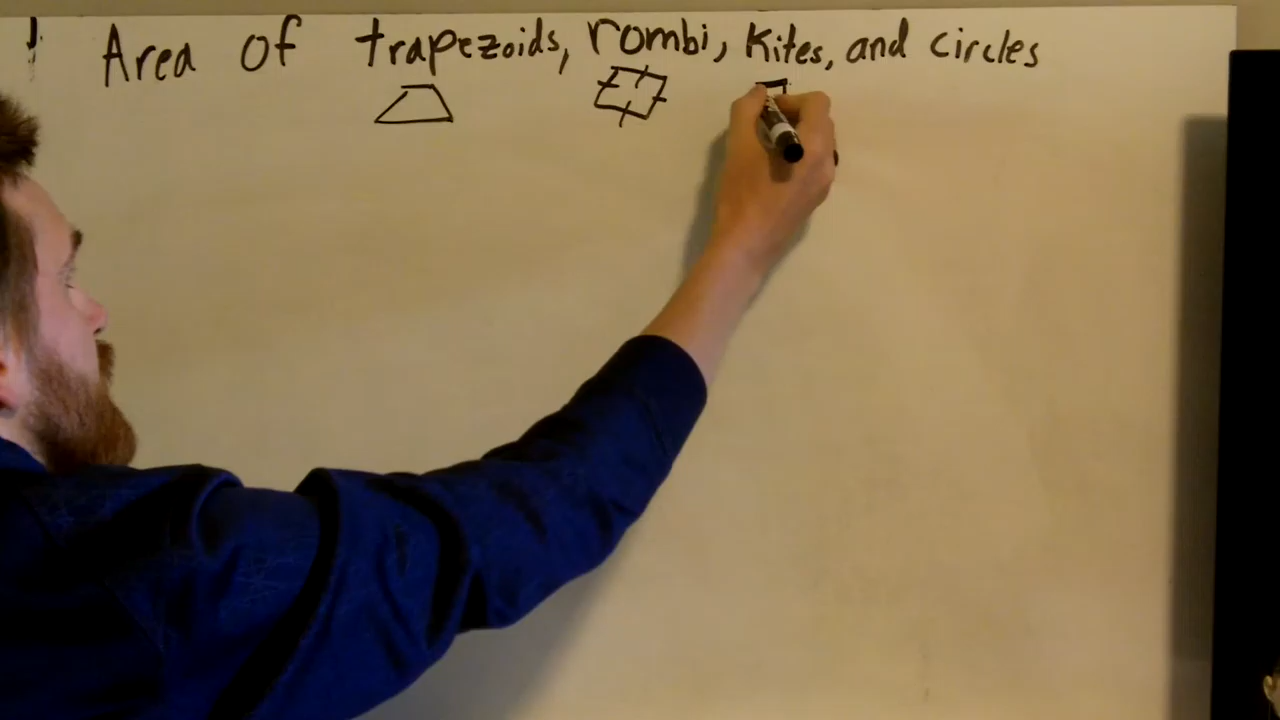 Area of trapezoids, rombi, kites, and circles